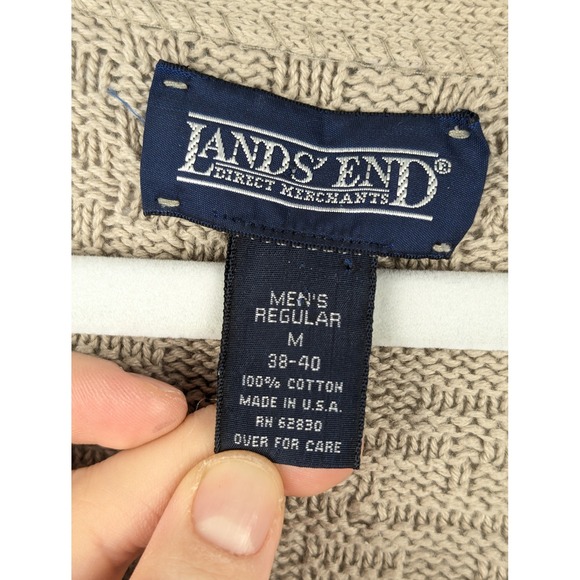 LANDS' END®
DIRECT MERCHANTS
MEN'S
REGULAR
M
38-40
100% COTTON
MADE IN U.S.A.
RN 62830
OVER FOR CARE